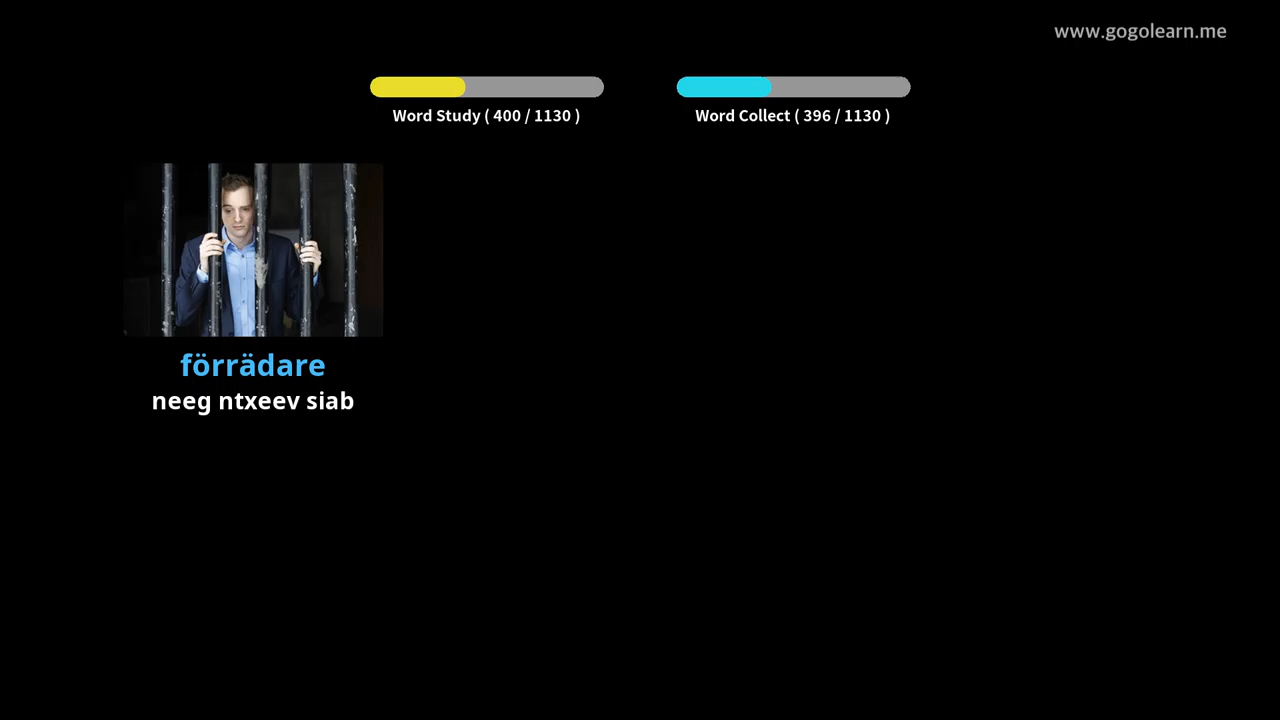 www.gogolearn.me
Word Study ( 400 / 1130 )
Word Collect ( 396 / 1130 )
förrädare
neeg ntxeev siab